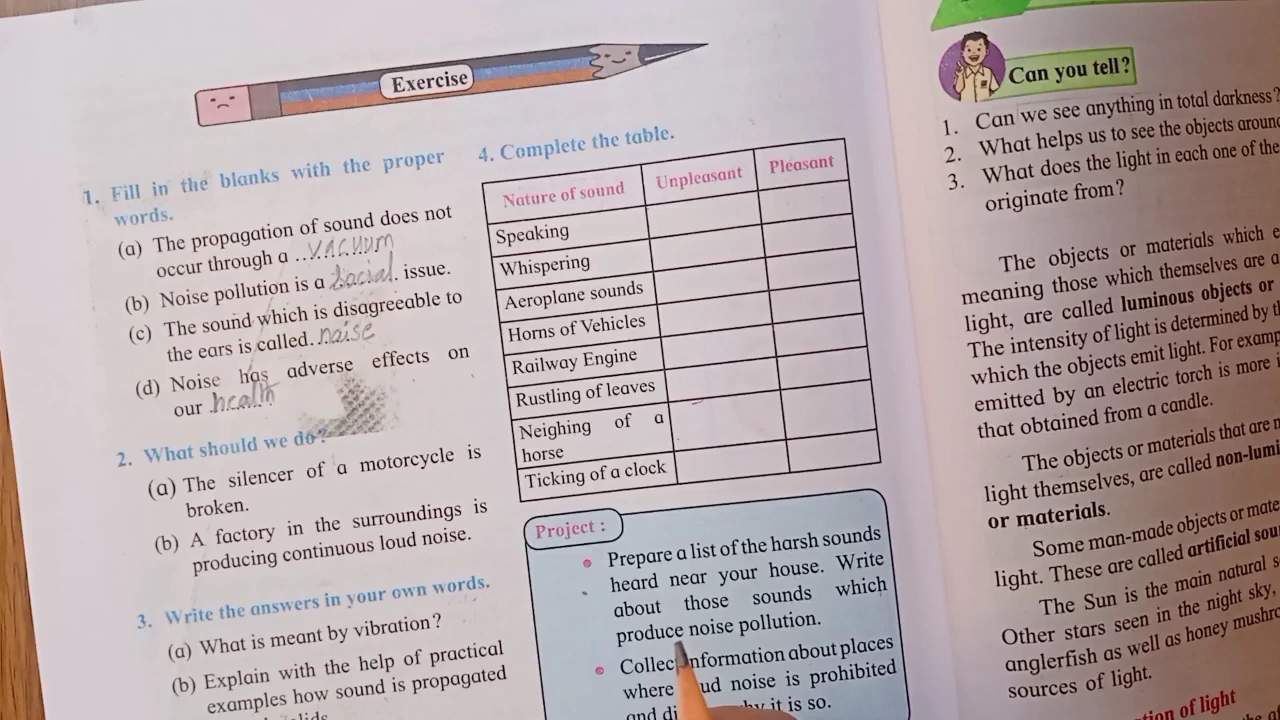 Exercise
1. Fill in the blanks with the proper
words.
(a) The propagation of sound does not
occur through a ..vacuum
(b) Noise pollution is a social. issue.
(c) The sound which is disagreeable to
the ears is called.noise
(d) Noise has adverse effects on
our health
2. What should we do?
(a) The silencer of a motorcycle is
broken.
(b) A factory in the surroundings is
producing continuous loud noise.
3. Write the answers in your own words.
(a) What is meant by vibration?
(b) Explain with the help of practical
examples how sound is propagated
4. Complete the table.
Nature of sound Unpleasant Pleasant
Speaking
Whispering
Aeroplane sounds
Horns of Vehicles
Railway Engine
Rustling of leaves
Neighing of a
horse
Ticking of a clock
Project :
• Prepare a list of the harsh sounds
heard near your house. Write
about those sounds which
produce noise pollution.
• Collec information about places
where ud noise is prohibited
and di it is so.
Can you tell?
1. Can we see anything in total darkness?
2. What helps us to see the objects aroun
3. What does the light in each one of the
originate from?
The objects or materials which e
meaning those which themselves are a
light, are called luminous objects or
The intensity of light is determined by t
which the objects emit light. For examp
emitted by an electric torch is more i
that obtained from a candle.
The objects or materials that are n
light themselves, are called non-lumi
or materials.
Some man-made objects or mate
light. These are called artificial sou
The Sun is the main natural s
Other stars seen in the night sky,
anglerfish as well as honey mushro
sources of light.
tion of light